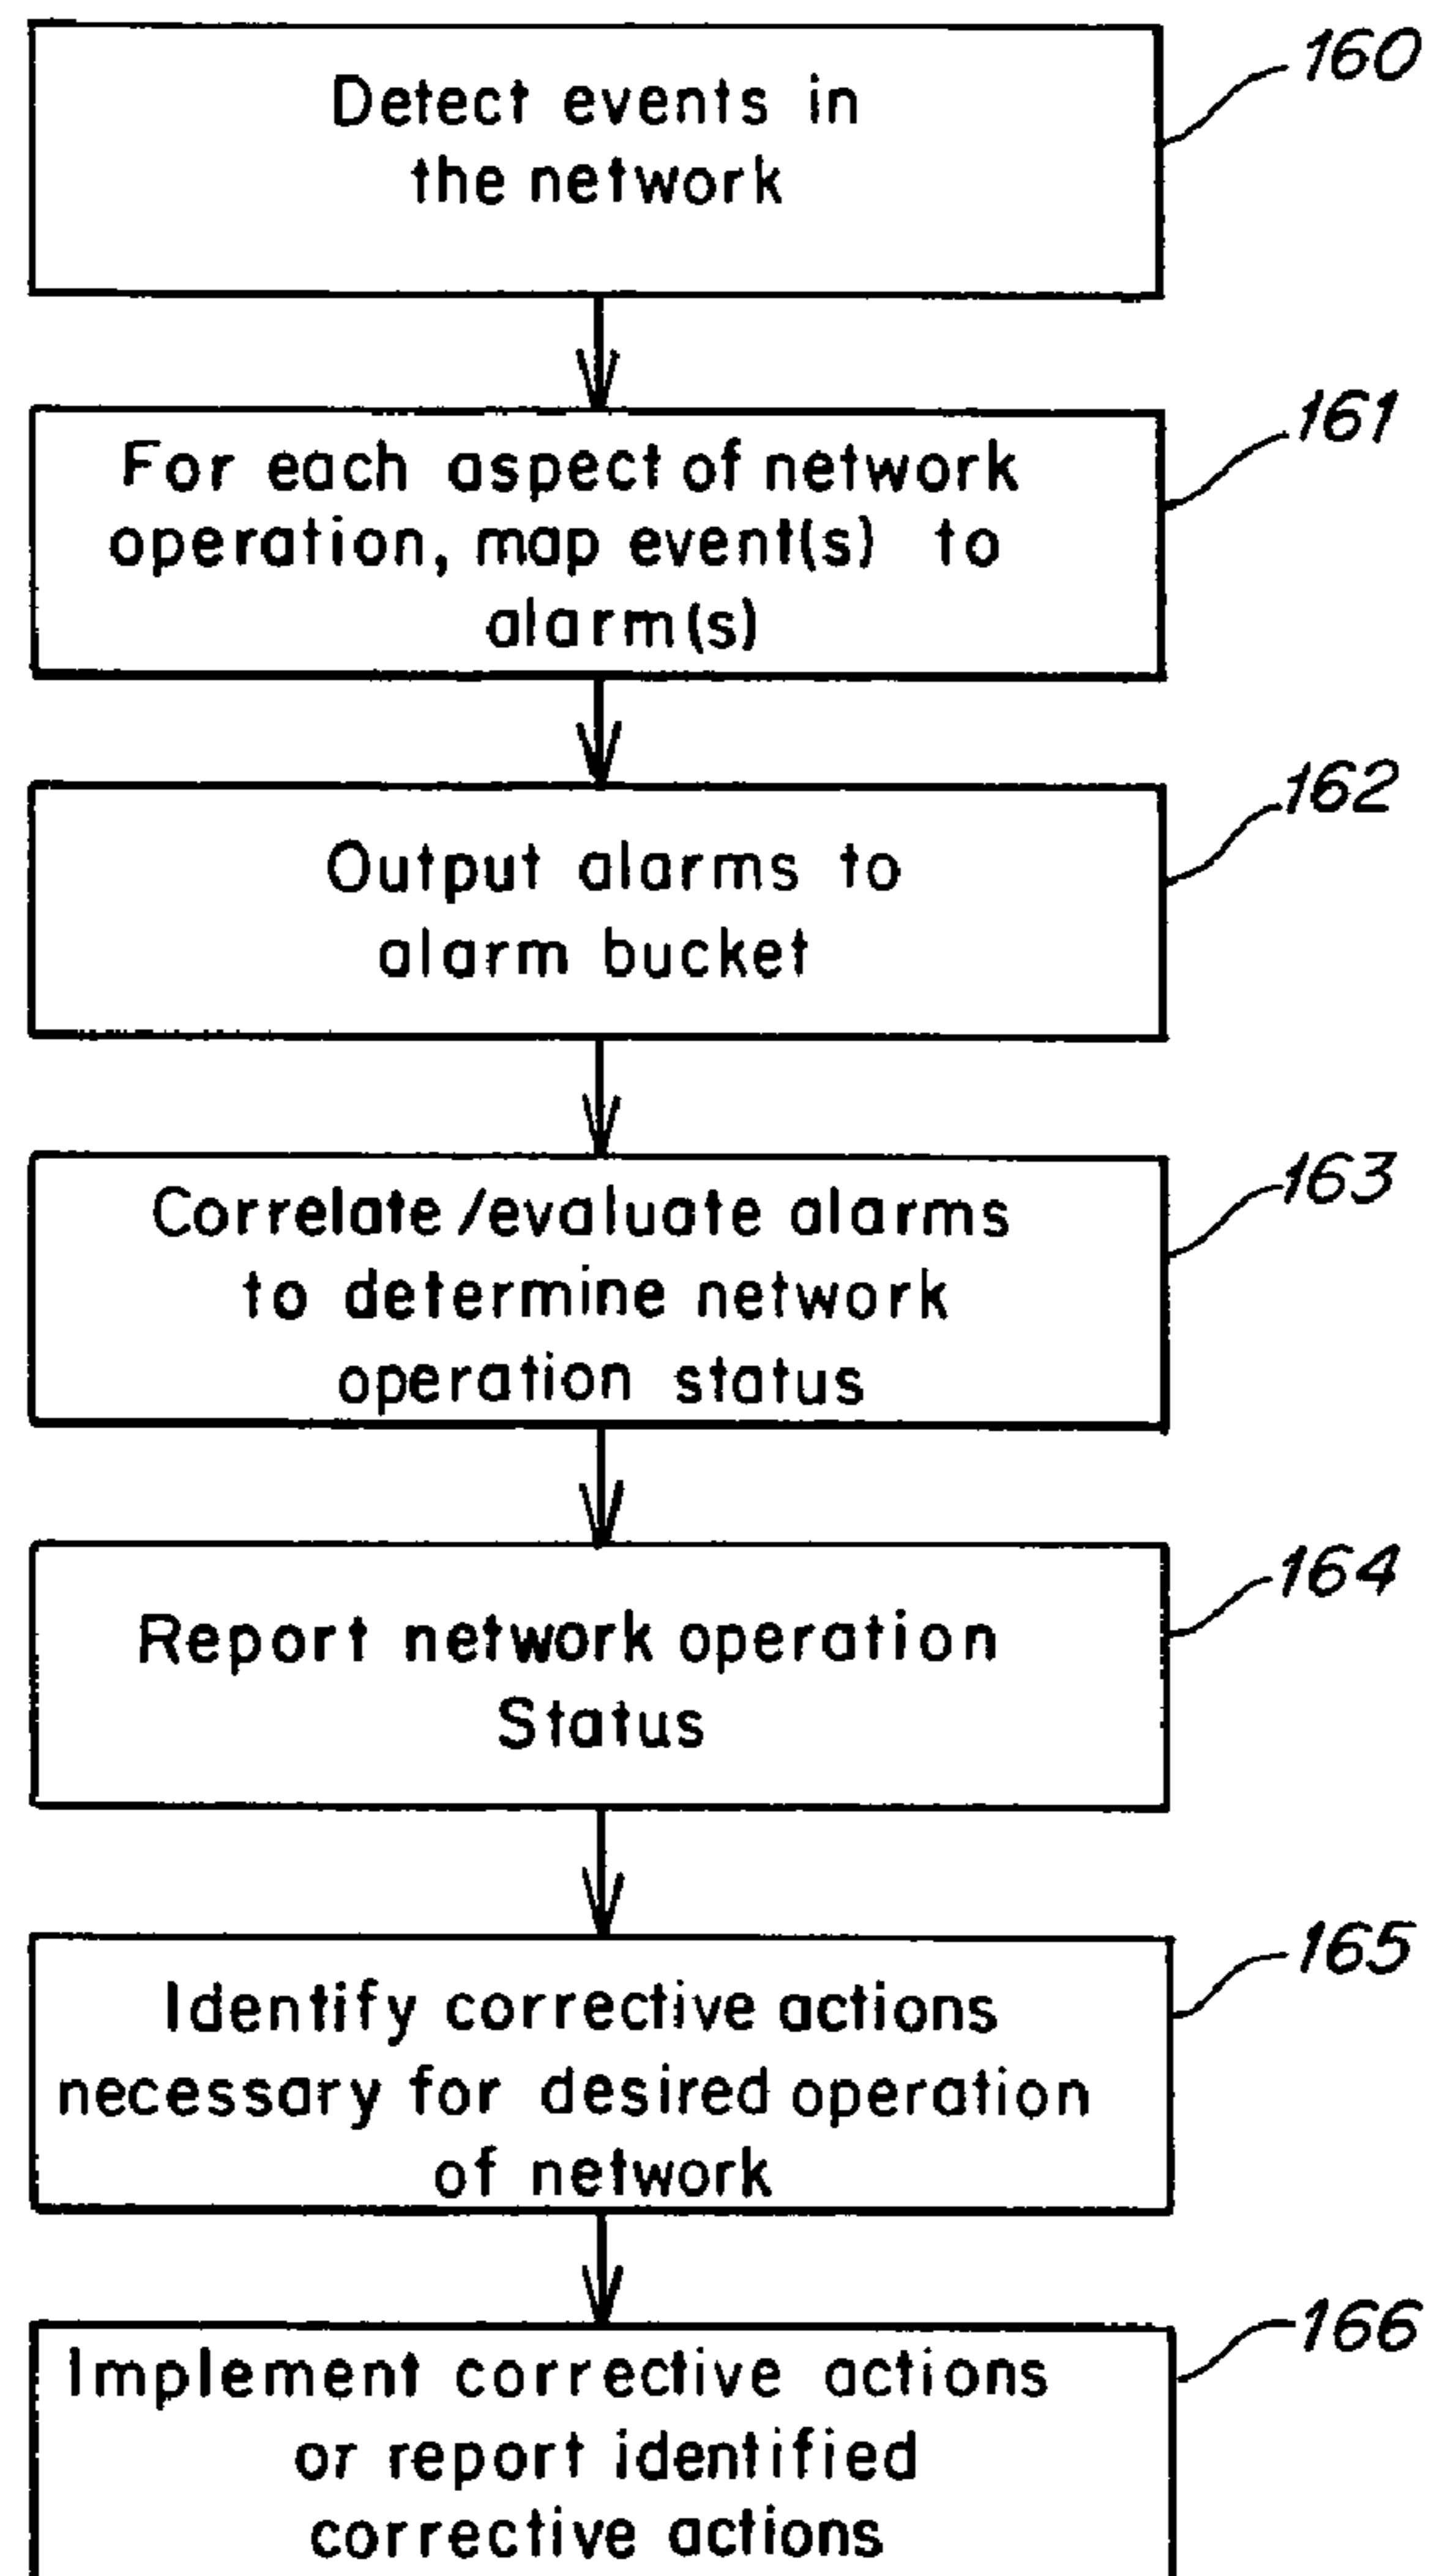 Detect events in
the network
160
For each aspect of network
operation, map event(s) to
alarm(s)
161
Output alarms to
alarm bucket
162
Correlate/evaluate alarms
to determine network
operation status
163
Report network operation
Status
164
Identify corrective actions
necessary for desired operation
of network
165
Implement corrective actions
or report identified
corrective actions
166